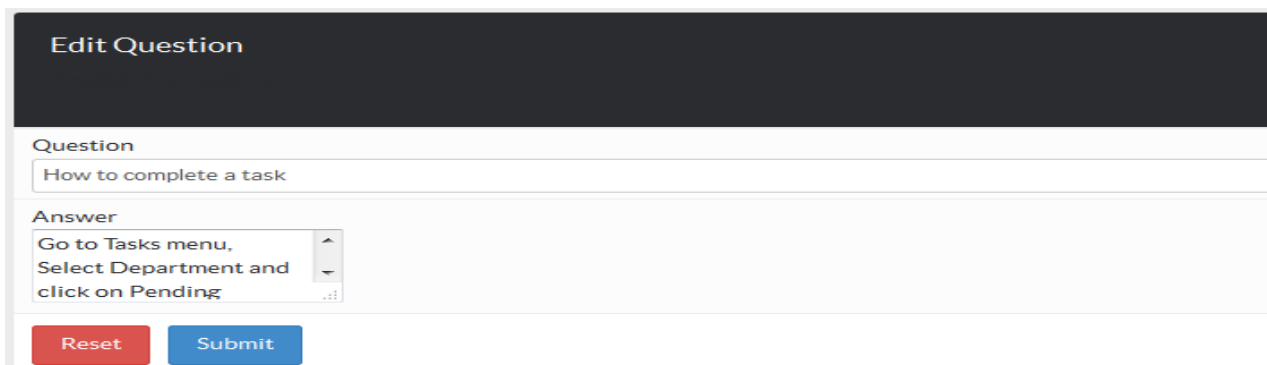 Edit Question
Question
How to complete a task
Answer
Go to Tasks menu,
Select Department and
click on Pending
Reset Submit